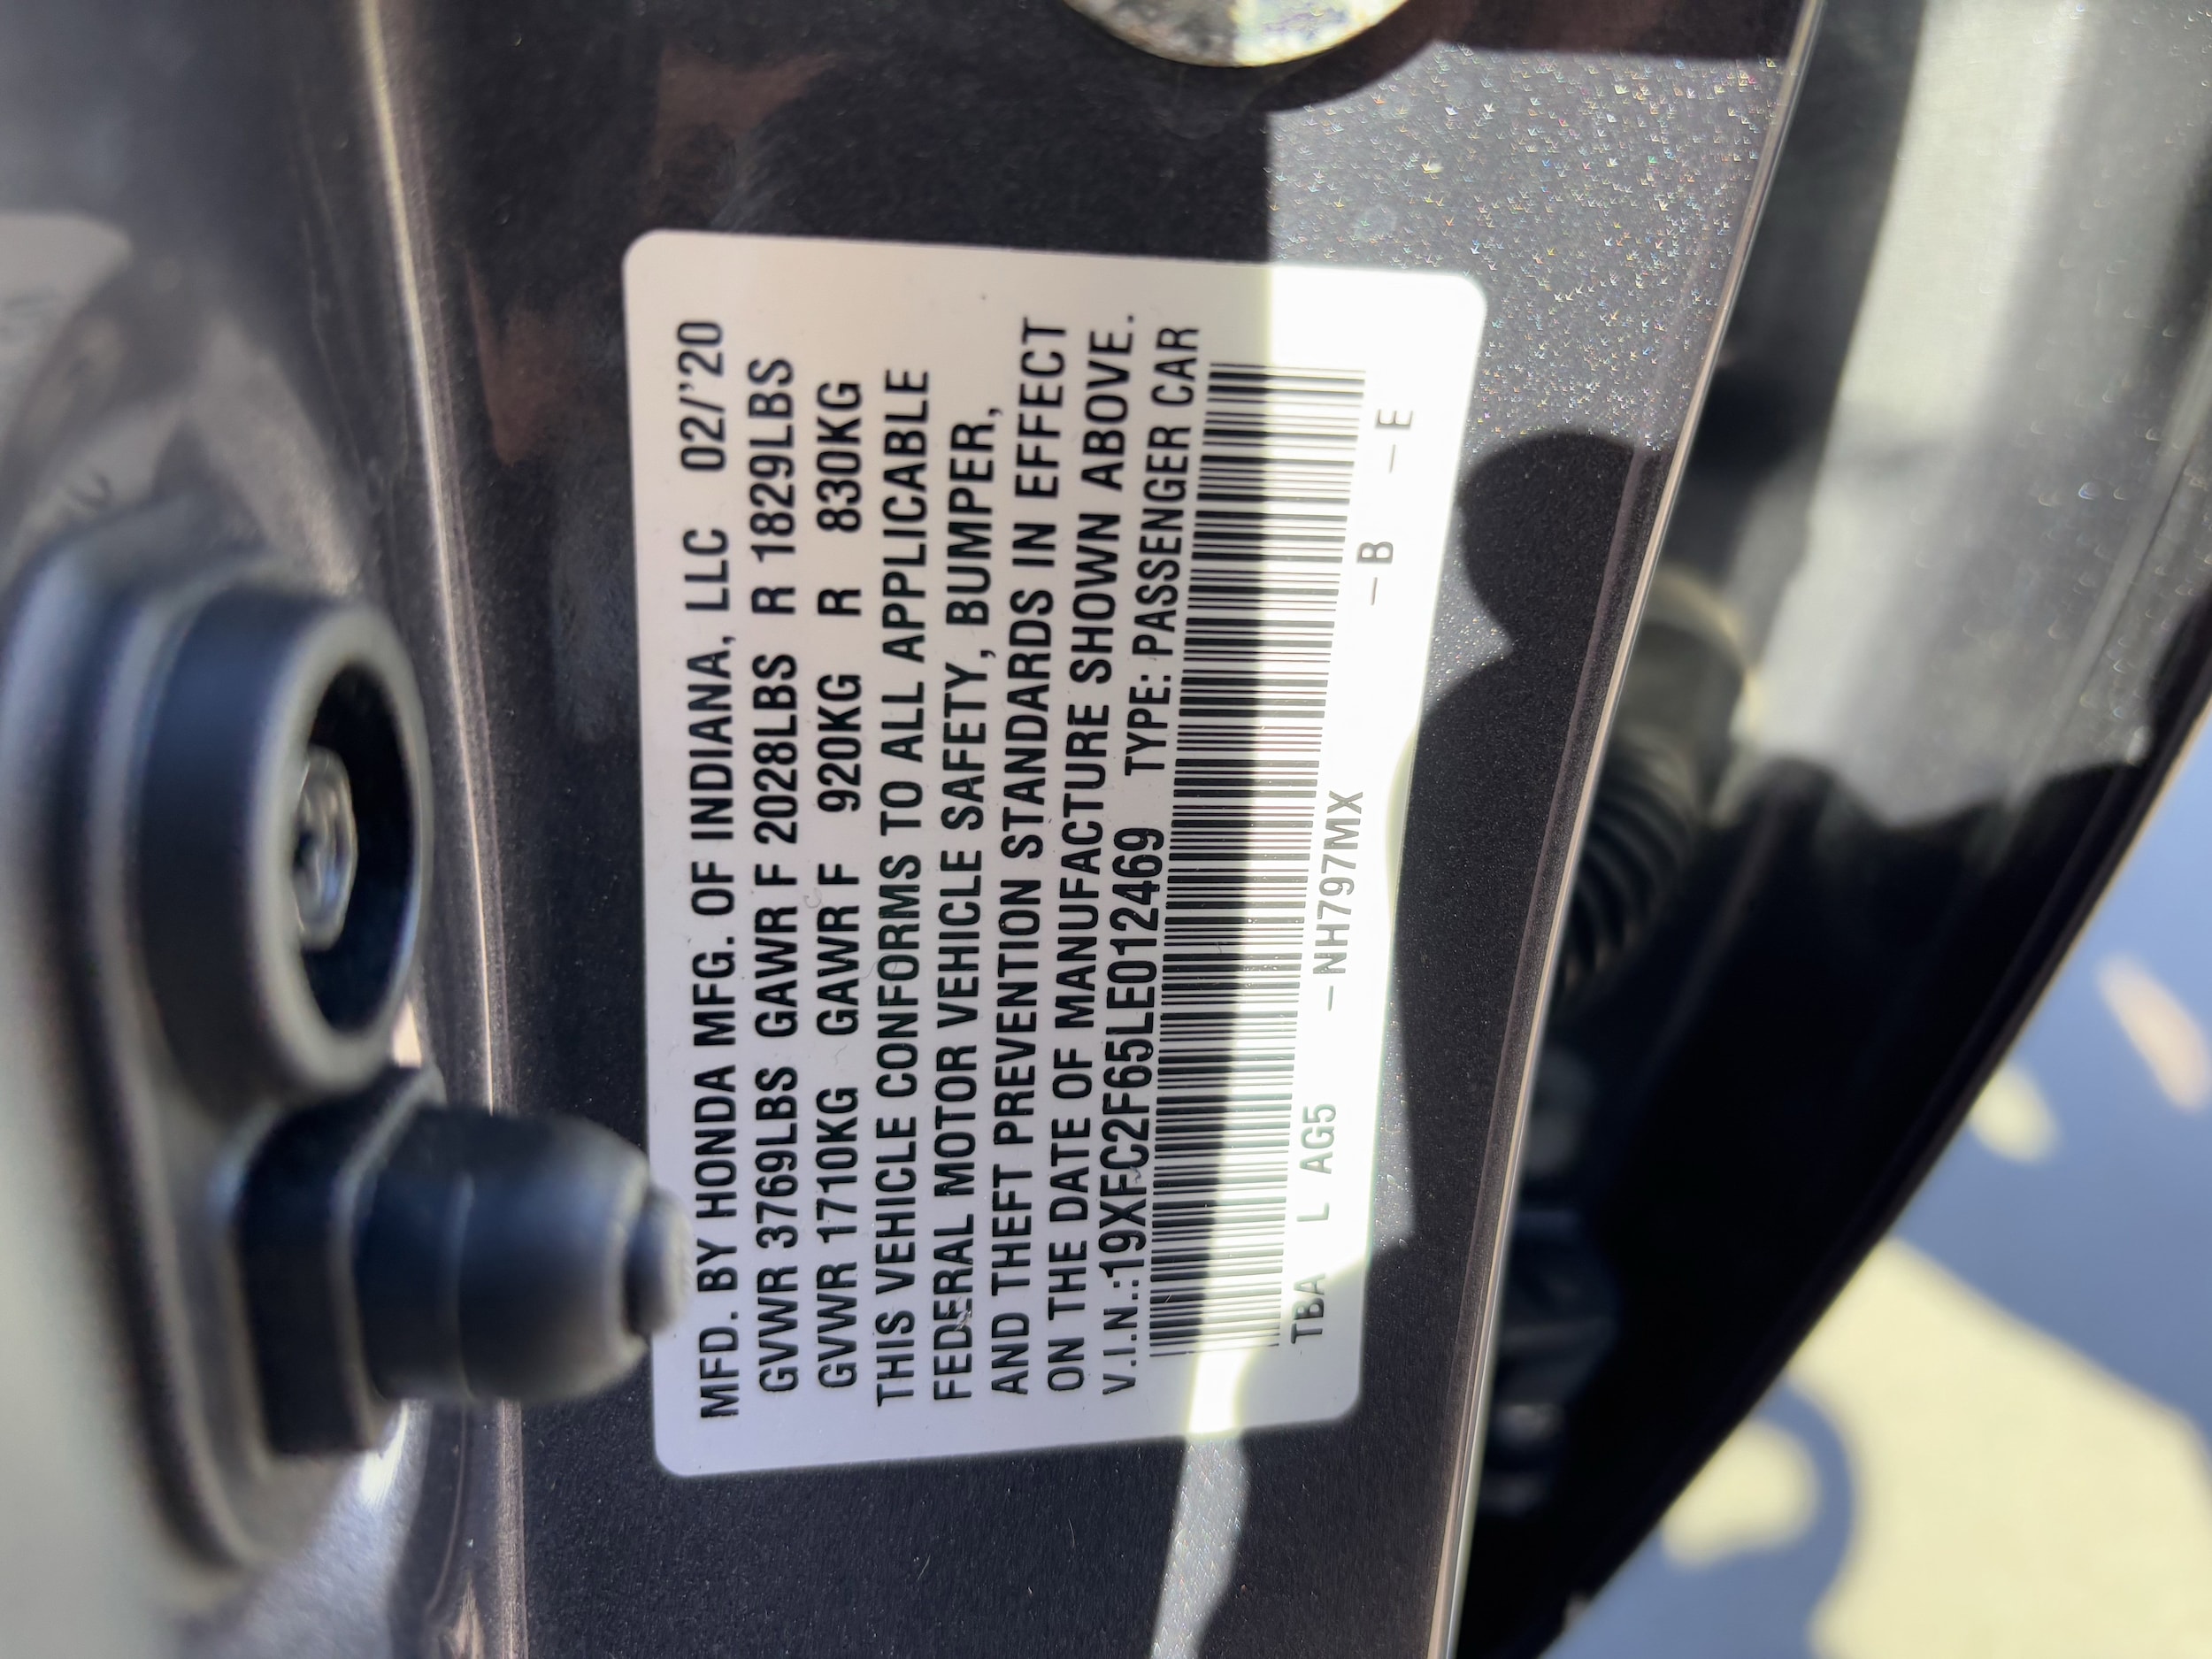 MFD. BY HONDA MFG. OF INDIANA, LLC 02/'20
GVWR 3769LBS GAWR F 2028LBS R 1829LBS
GVWR 1710KG GAWR F 920KG R 830KG
THIS VEHICLE CONFORMS TO ALL APPLICABLE
FEDERAL MOTOR VEHICLE SAFETY, BUMPER,
AND THEFT PREVENTION STANDARDS IN EFFECT
ON THE DATE OF MANUFACTURE SHOWN ABOVE.
V.I.N.:19XFC2F65LE012469 TYPE: PASSENGER CAR
TBA L AG5 -NH797MX -B -E